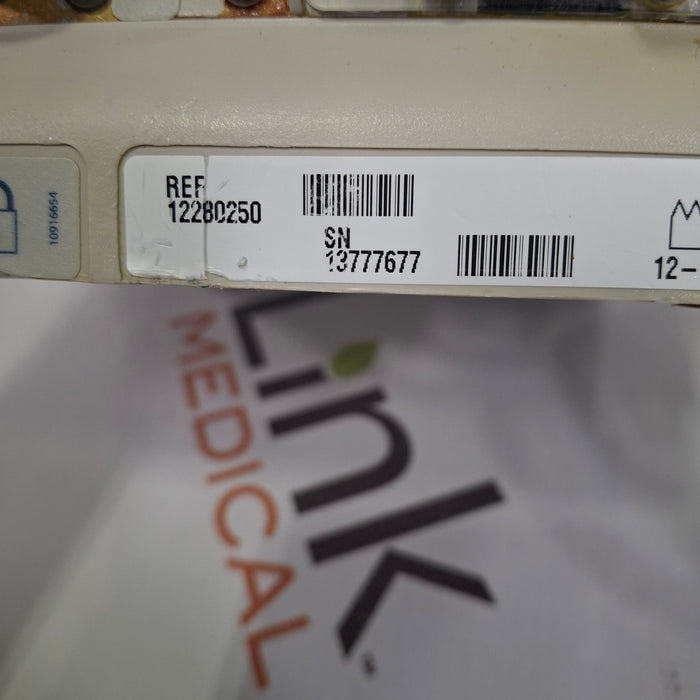 10916654
REF
12280250
SN
13777677
12-
Link
MEDICAL